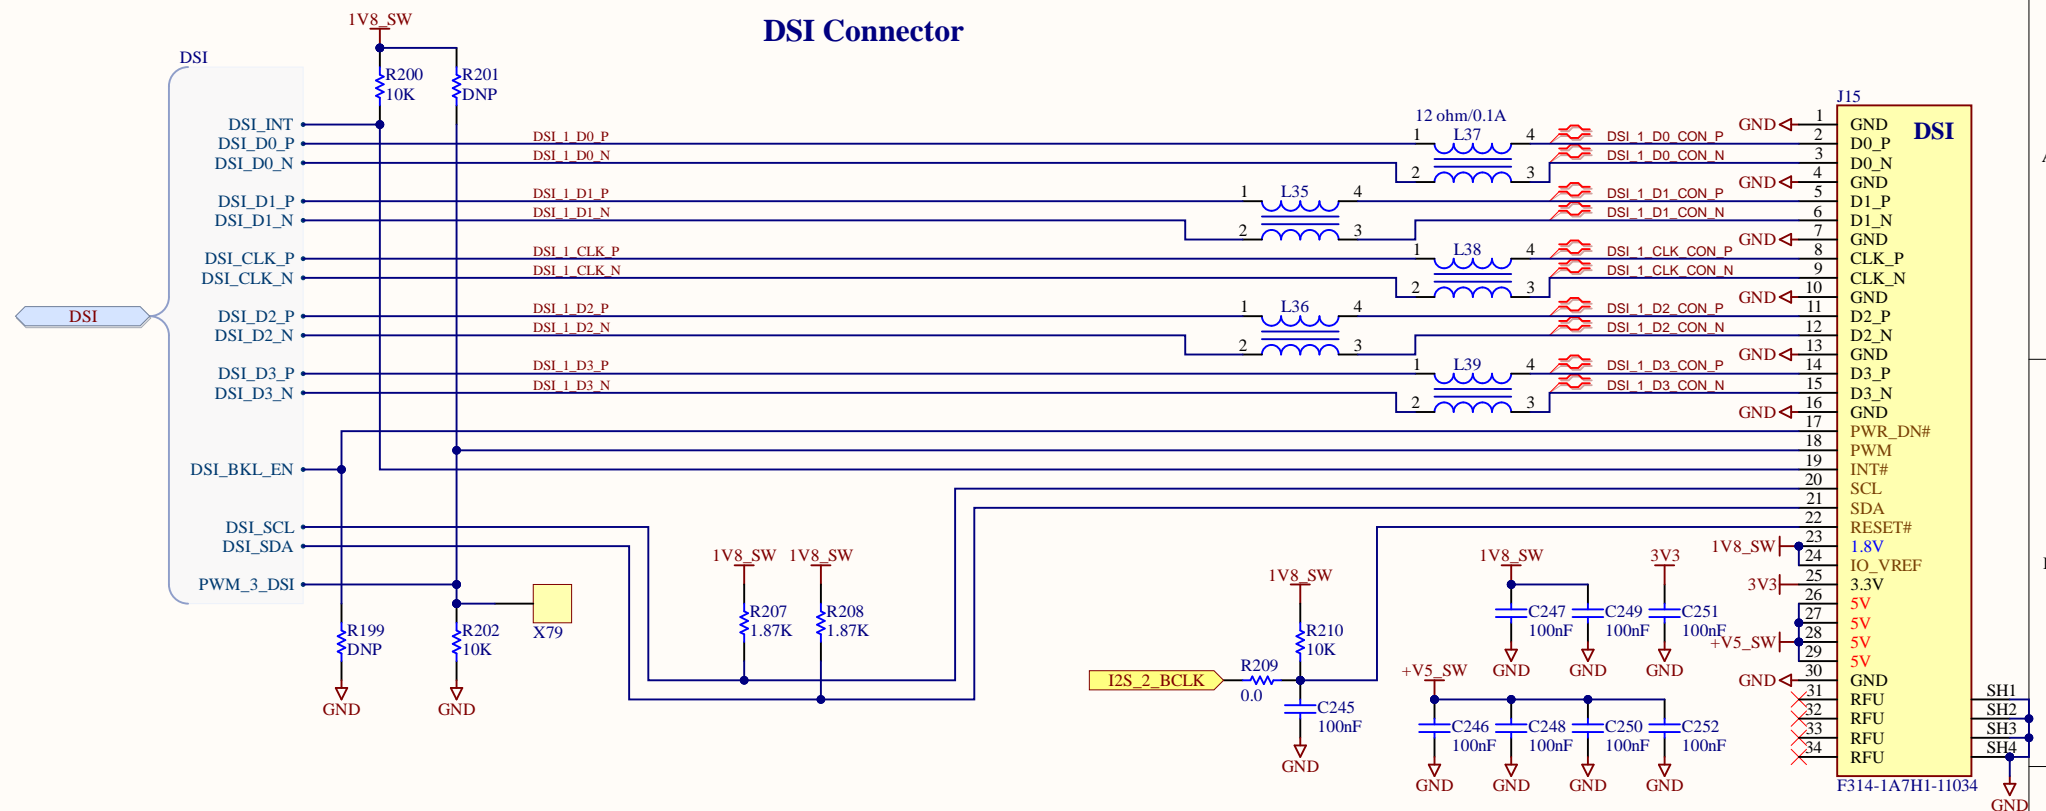 DSI Connector
1V8_SW
DSI
R200
10K
R201
DNP
DSI_INT
DSI_D0_P
DSI_D0_N
DSI_D1_P
DSI_D1_N
DSI_CLK_P
DSI_CLK_N
DSI_D2_P
DSI_D2_N
DSI_D3_P
DSI_D3_N
DSI_BKL_EN
DSI_SCL
DSI_SDA
PWM_3_DSI
DSI
R199
DNP
GND
R202
10K
GND
X79
DSI_1_D0_P
DSI_1_D0_N
DSI_1_D1_P
DSI_1_D1_N
DSI_1_CLK_P
DSI_1_CLK_N
DSI_1_D2_P
DSI_1_D2_N
DSI_1_D3_P
DSI_1_D3_N
1V8_SW 1V8_SW
R207
1.87K
R208
1.87K
12 ohm/0.1A
1 L37 4
2 3
1 L35 4
2 3
1 L38 4
2 3
1 L36 4
2 3
1 L39 4
2 3
DSI_1_D0_CON_P
DSI_1_D0_CON_N
DSI_1_D1_CON_P
DSI_1_D1_CON_N
DSI_1_CLK_CON_P
DSI_1_CLK_CON_N
DSI_1_D2_CON_P
DSI_1_D2_CON_N
DSI_1_D3_CON_P
DSI_1_D3_CON_N
I2S_2_BCLK
R209
0.0
1V8_SW
R210
10K
C245
100nF
GND
1V8_SW
3V3
C247
100nF
C249
100nF
C251
100nF
GND GND GND
+V5_SW
C246
100nF
C248
100nF
C250
100nF
C252
100nF
GND GND GND GND
J15
DSI
GND 1 GND
2 D0_P
3 D0_N
GND 4 GND
5 D1_P
6 D1_N
GND 7 GND
8 CLK_P
9 CLK_N
GND 10 GND
11 D2_P
12 D2_N
GND 13 GND
14 D3_P
15 D3_N
GND 16 GND
17 PWR_DN#
18 PWM
19 INT#
20 SCL
21 SDA
22 RESET#
1V8_SW 23 1.8V
24 IO_VREF
3V3 25 3.3V
26 5V
27 5V
+V5_SW 28 5V
29 5V
GND 30 GND
31 RFU SH1
32 RFU SH2
33 RFU SH3
34 RFU SH4
F314-1A7H1-11034
GND